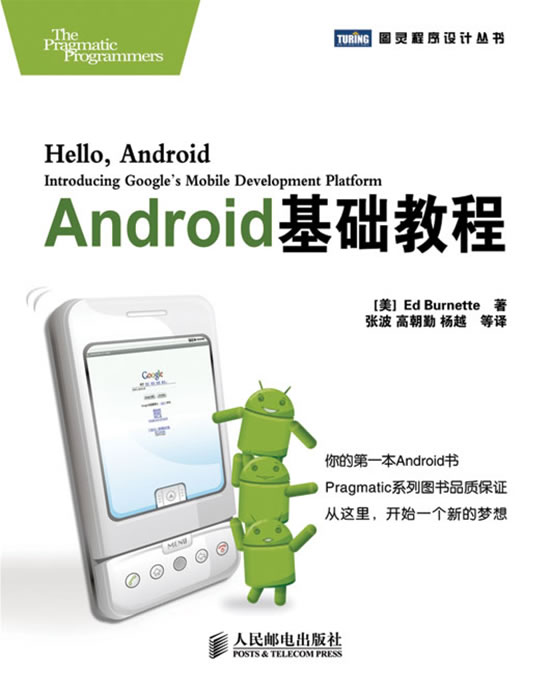 The
Pragmatic
Programmers
TURING 图灵程序设计丛书
Hello, Android
Introducing Google's Mobile Development Platform
Android基础教程
[美] Ed Burnette 著
张波 高朝勤 杨越 等译
Google
你的第一本Android书
Pragmatic系列图书品质保证
从这里，开始一个新的梦想
MENU
人民邮电出版社
POSTS & TELECOM PRESS